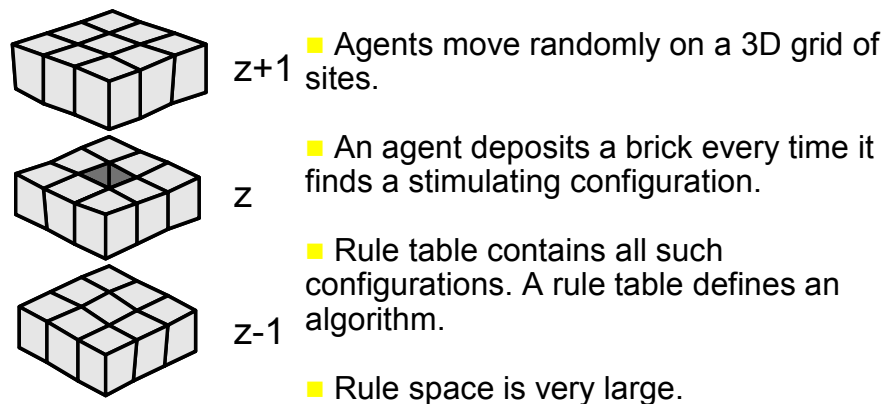 z+1
z
z-1
■ Agents move randomly on a 3D grid of
sites.
■ An agent deposits a brick every time it
finds a stimulating configuration.
■ Rule table contains all such
configurations. A rule table defines an
algorithm.
■ Rule space is very large.